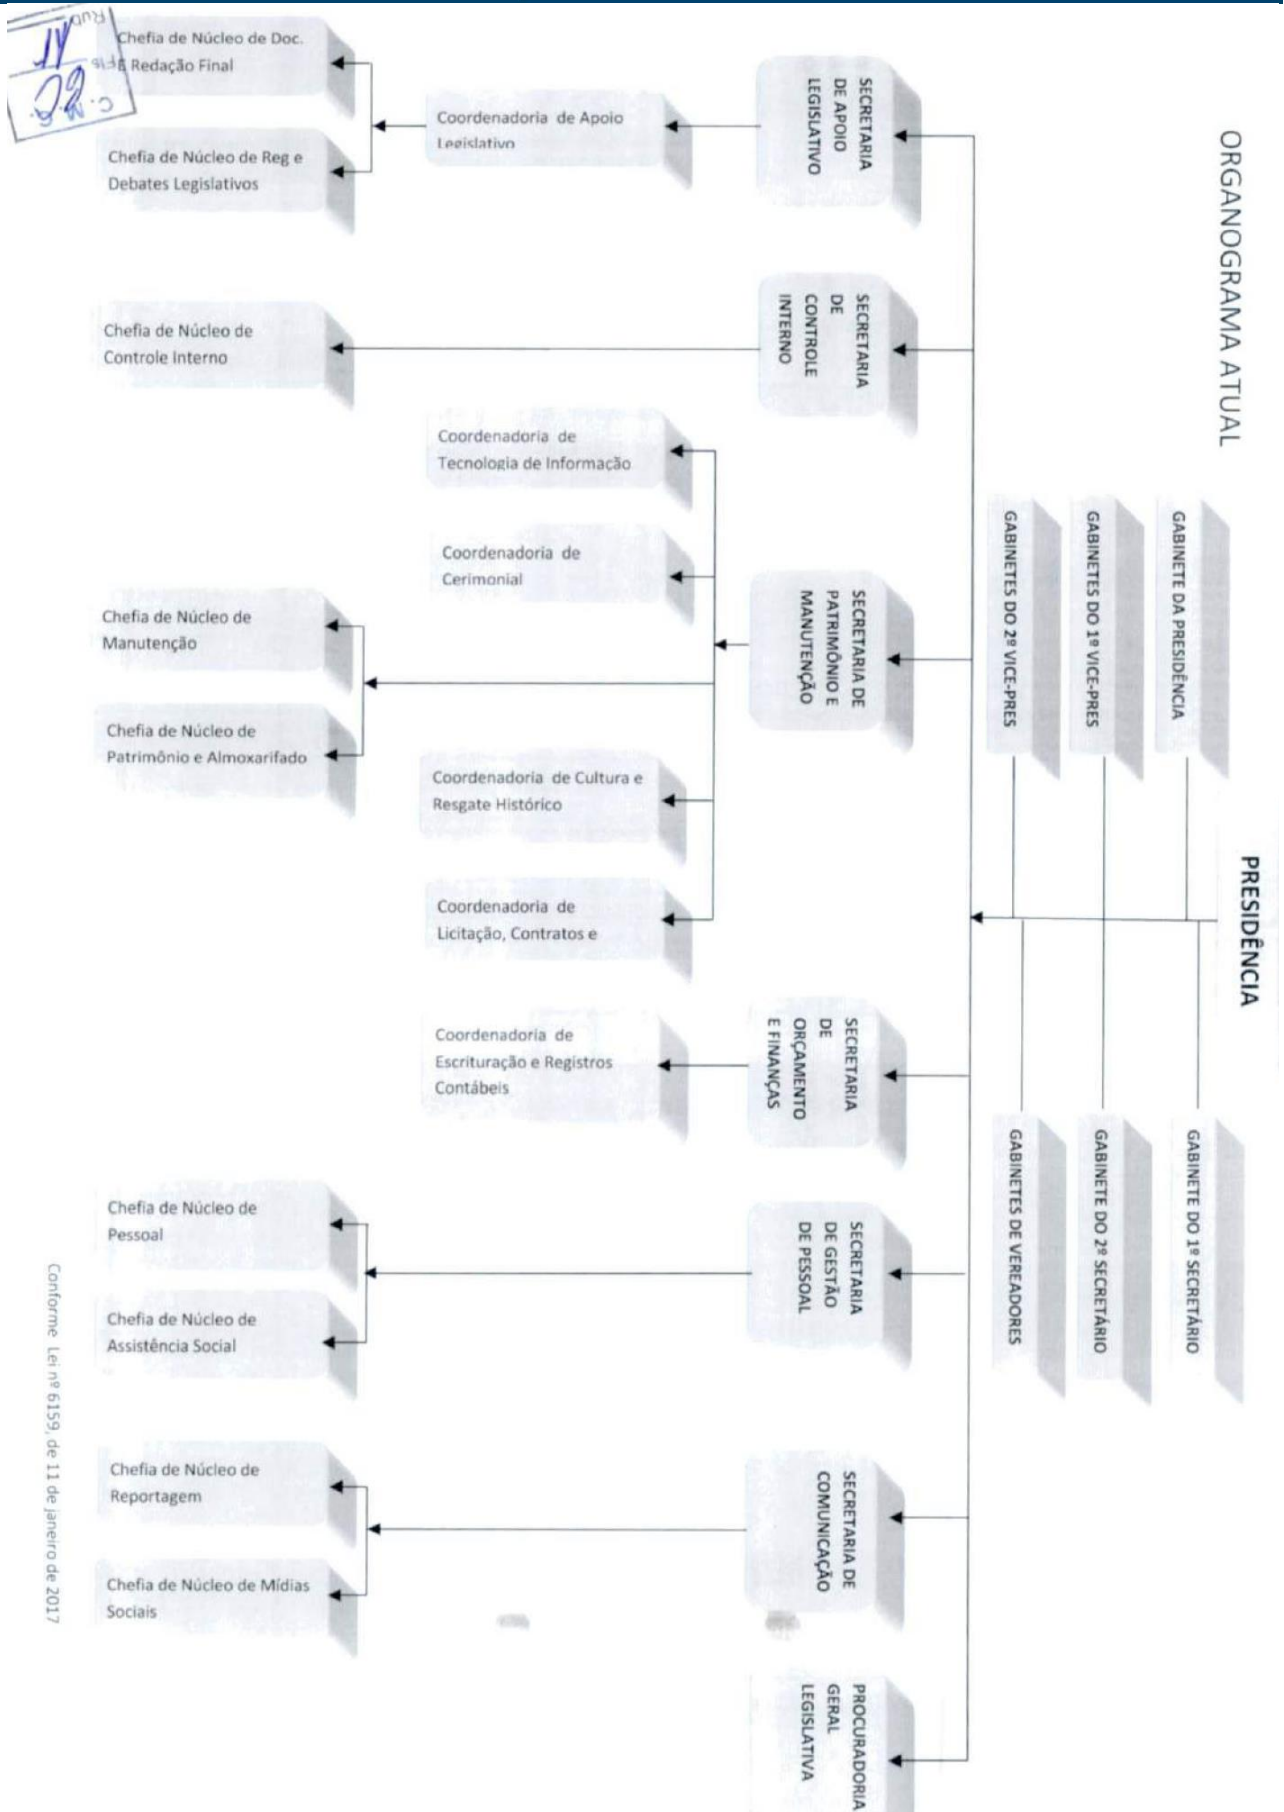 ORGANOGRAMA ATUAL
PRESIDÊNCIA
GABINETE DA PRESIDÊNCIA
GABINETES DO 1º VICE-PRES
GABINETES DO 2º VICE-PRES
GABINETE DO 1º SECRETÁRIO
GABINETE DO 2º SECRETÁRIO
GABINETES DE VEREADORES
SECRETARIA
DE APOIO
LEGISLATIVO
SECRETARIA
DE
CONTROLE
INTERNO
SECRETARIA DE
PATRIMÔNIO E
MANUTENÇÃO
SECRETARIA
DE
ORÇAMENTO
E FINANÇAS
SECRETARIA
DE GESTÃO
DE PESSOAL
SECRETARIA DE
COMUNICAÇÃO
PROCURADORIA
GERAL
LEGISLATIVA
Coordenadoria de Apoio
Legislativo
Coordenadoria de
Tecnologia de Informação
Coordenadoria de
Cerimonial
Coordenadoria de Cultura e
Resgate Histórico
Coordenadoria de
Licitação, Contratos e
Coordenadoria de
Escrituração e Registros
Contábeis
Chefia de Núcleo de Doc.
E Redação Final
Chefia de Núcleo de Reg e
Debates Legislativos
Chefia de Núcleo de
Controle Interno
Chefia de Núcleo de
Manutenção
Chefia de Núcleo de
Patrimônio e Almoxarifado
Chefia de Núcleo de
Pessoal
Chefia de Núcleo de
Assistência Social
Chefia de Núcleo de
Reportagem
Chefia de Núcleo de Mídias
Sociais
Conforme Lei nº 6159, de 11 de janeiro de 2017
C. M. G.
Fls
Rub